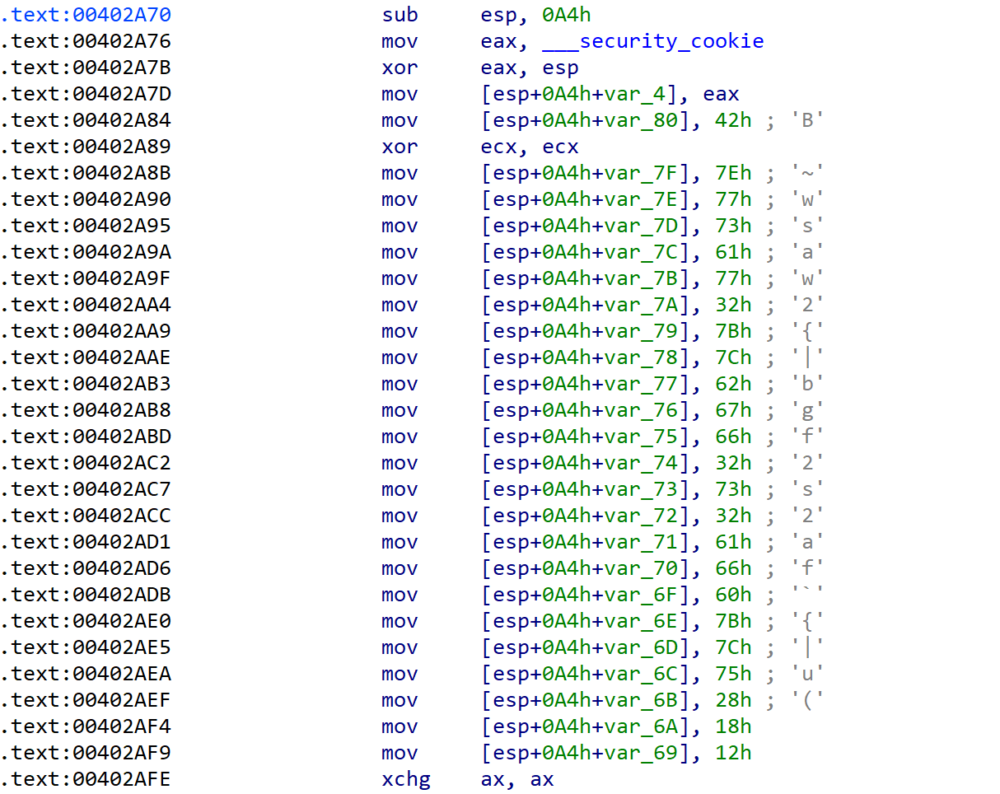 .text:00402A70 sub esp, 0A4h
.text:00402A76 mov eax, ___security_cookie
.text:00402A7B xor eax, esp
.text:00402A7D mov [esp+0A4h+var_4], eax
.text:00402A84 mov [esp+0A4h+var_80], 42h ; 'B'
.text:00402A89 xor ecx, ecx
.text:00402A8B mov [esp+0A4h+var_7F], 7Eh ; '~'
.text:00402A90 mov [esp+0A4h+var_7E], 77h ; 'w'
.text:00402A95 mov [esp+0A4h+var_7D], 73h ; 's'
.text:00402A9A mov [esp+0A4h+var_7C], 61h ; 'a'
.text:00402A9F mov [esp+0A4h+var_7B], 77h ; 'w'
.text:00402AA4 mov [esp+0A4h+var_7A], 32h ; '2'
.text:00402AA9 mov [esp+0A4h+var_79], 7Bh ; '{'
.text:00402AAE mov [esp+0A4h+var_78], 7Ch ; '|'
.text:00402AB3 mov [esp+0A4h+var_77], 62h ; 'b'
.text:00402AB8 mov [esp+0A4h+var_76], 67h ; 'g'
.text:00402ABD mov [esp+0A4h+var_75], 66h ; 'f'
.text:00402AC2 mov [esp+0A4h+var_74], 32h ; '2'
.text:00402AC7 mov [esp+0A4h+var_73], 73h ; 's'
.text:00402ACC mov [esp+0A4h+var_72], 32h ; '2'
.text:00402AD1 mov [esp+0A4h+var_71], 61h ; 'a'
.text:00402AD6 mov [esp+0A4h+var_70], 66h ; 'f'
.text:00402ADB mov [esp+0A4h+var_6F], 60h ; '`'
.text:00402AE0 mov [esp+0A4h+var_6E], 7Bh ; '{'
.text:00402AE5 mov [esp+0A4h+var_6D], 7Ch ; '|'
.text:00402AEA mov [esp+0A4h+var_6C], 75h ; 'u'
.text:00402AEF mov [esp+0A4h+var_6B], 28h ; '('
.text:00402AF4 mov [esp+0A4h+var_6A], 18h
.text:00402AF9 mov [esp+0A4h+var_69], 12h
.text:00402AFE xchg ax, ax